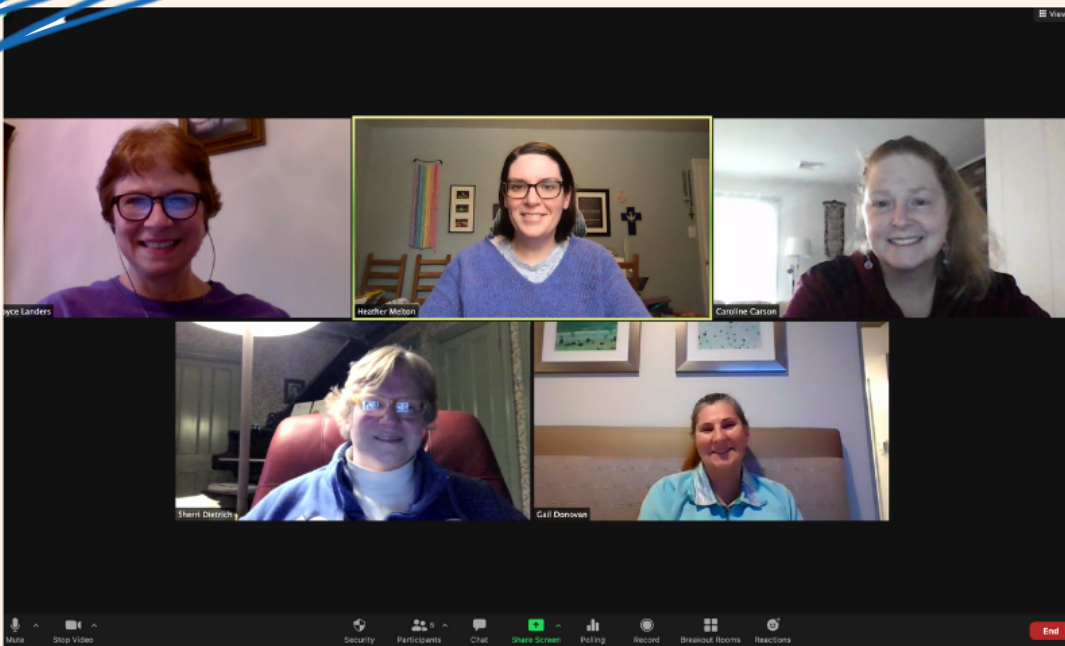 View
oyce Landers
Heather Melton
Caroline Carson
Sherri Dietrich
Gail Donovan
Mute
Stop Video
Security
Participants
5
Chat
Share Screen
Polling
Record
Breakout Rooms
Reactions
End